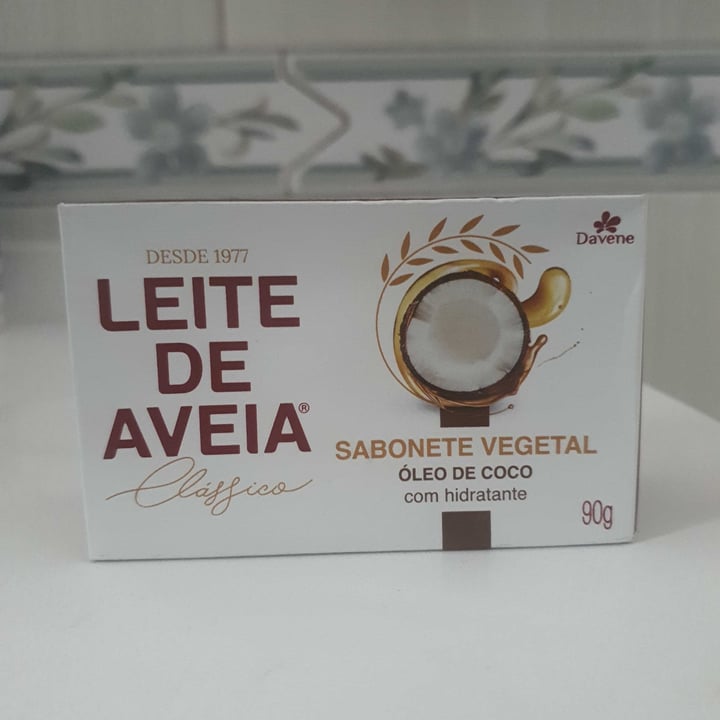 DESDE 1977
LEITE
DE
AVEIA®
Clássico
Davene
SABONETE VEGETAL
ÓLEO DE COCO
com hidratante
90g